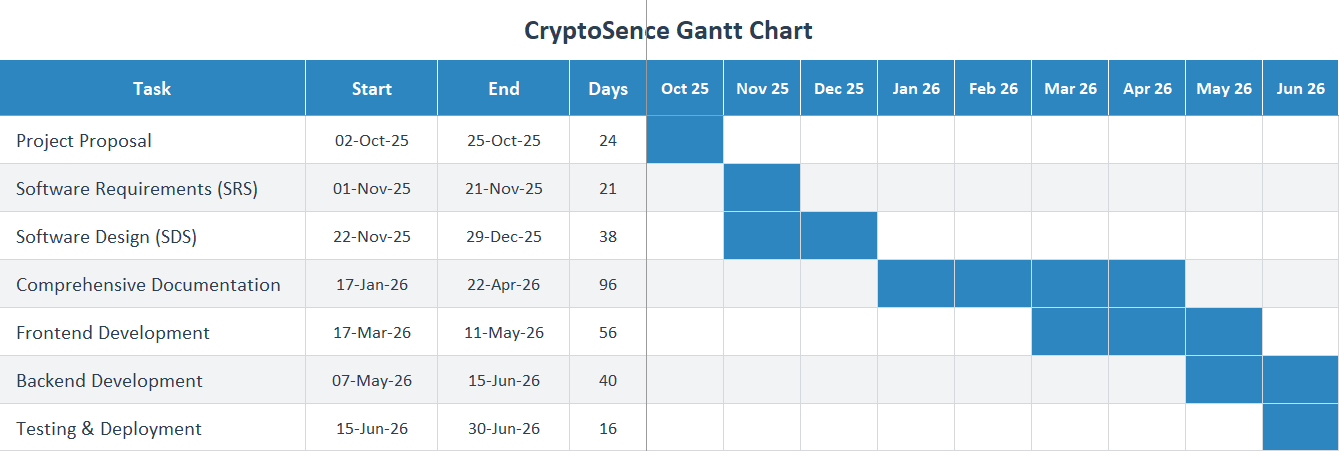 CryptoSence Gantt Chart
Task Start End Days Oct 25 Nov 25 Dec 25 Jan 26 Feb 26 Mar 26 Apr 26 May 26 Jun 26
Project Proposal 02-Oct-25 25-Oct-25 24
Software Requirements (SRS) 01-Nov-25 21-Nov-25 21
Software Design (SDS) 22-Nov-25 29-Dec-25 38
Comprehensive Documentation 17-Jan-26 22-Apr-26 96
Frontend Development 17-Mar-26 11-May-26 56
Backend Development 07-May-26 15-Jun-26 40
Testing & Deployment 15-Jun-26 30-Jun-26 16